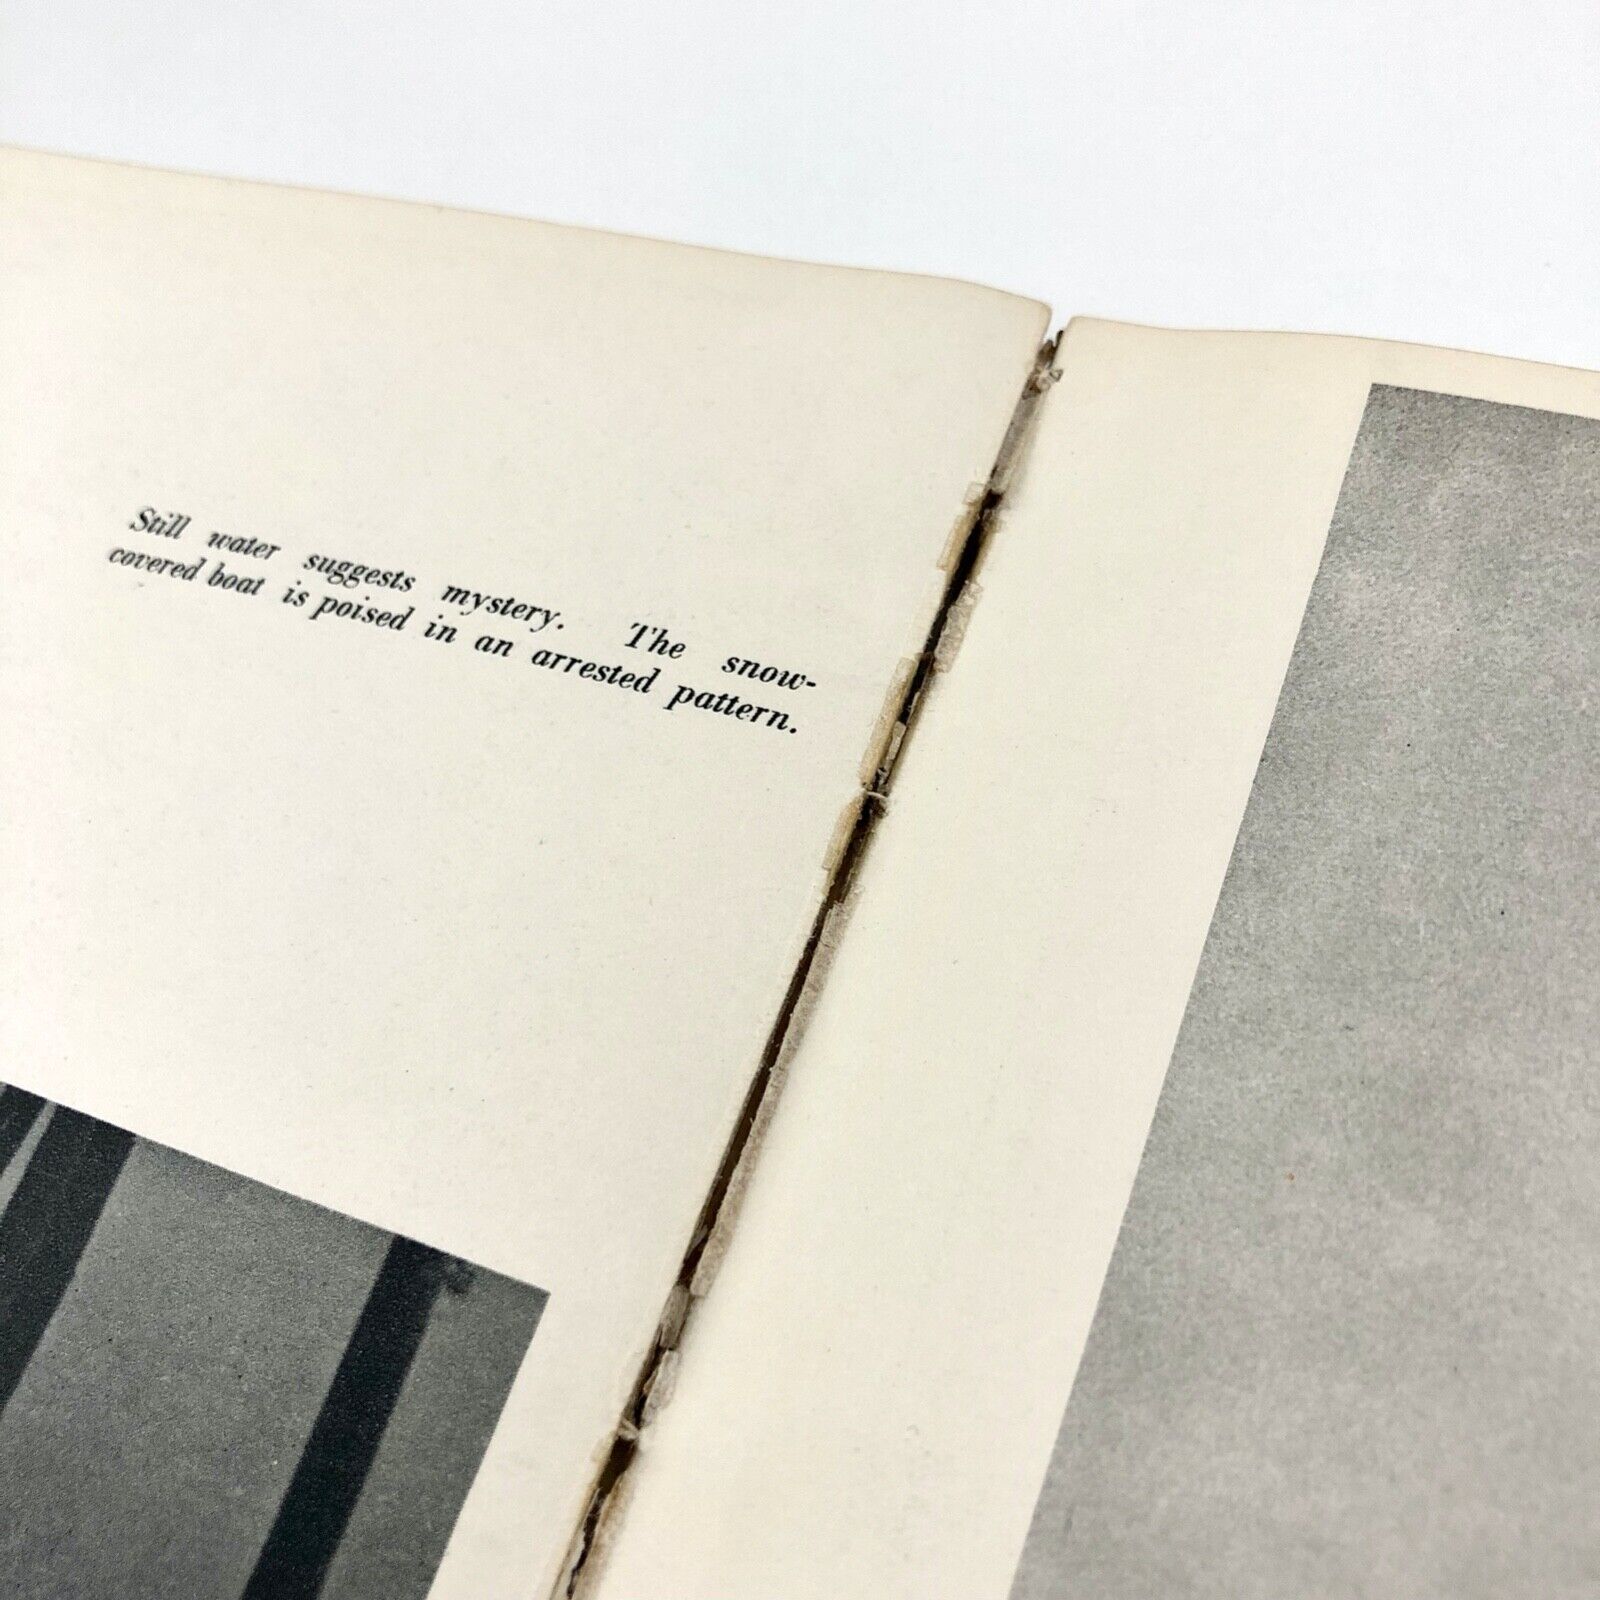 Still water suggests mystery. The snow-
covered boat is poised in an arrested pattern.